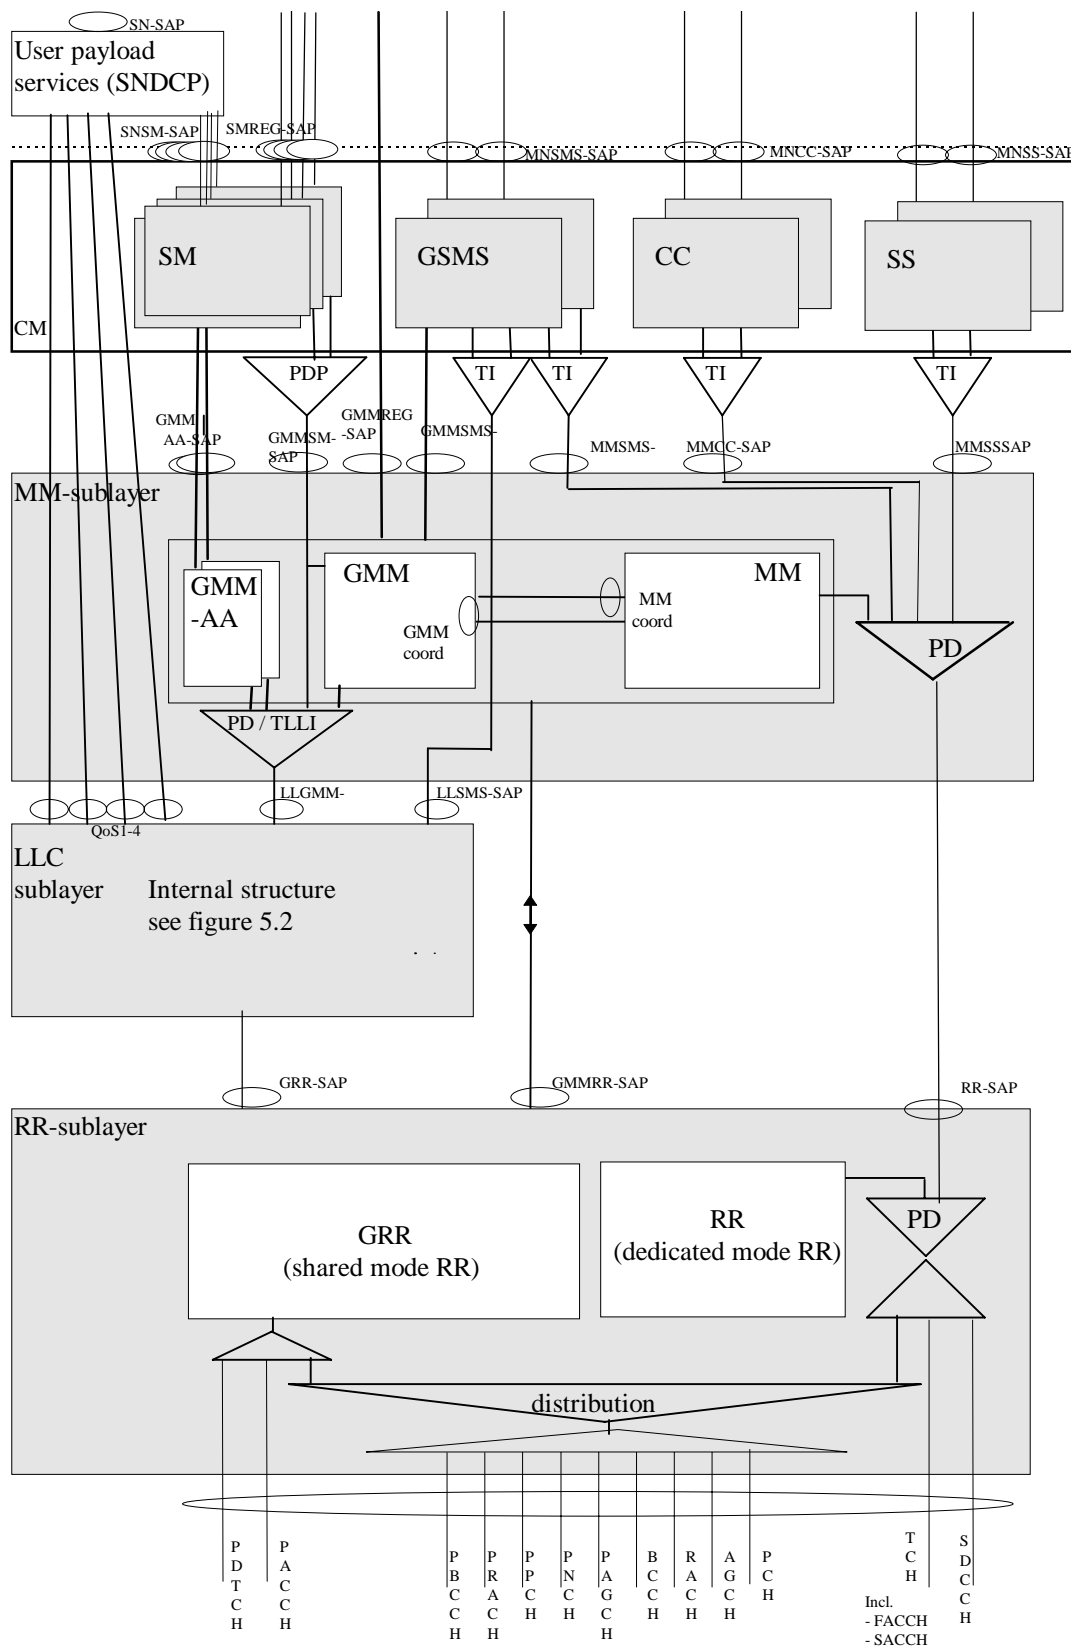 SN-SAP
User payload
services (SNDCP)
SNSM-SAP
SMREG-SAP
MNSMS-SAP
MNCC-SAP
MNSS-SAP
SM
GSMS
CC
SS
CM
PDP
TI
TI
TI
TI
GMM
AA-SAP
GMMSM-
SAP
GMMREG
-SAP
GMMSMS-
MMSMS-
MMCC-SAP
MMSSSAP
MM-sublayer
GMM
-AA
GMM
GMM
coord
MM
MM
coord
PD
PD / TLLI
LLGMM-
LLSMS-SAP
QoS1-4
LLC
sublayer
Internal structure
see figure 5.2
GRR-SAP
GMMRR-SAP
RR-SAP
RR-sublayer
GRR
(shared mode RR)
RR
(dedicated mode RR)
PD
distribution
PDTCH
PACCH
PBCCH
PRACH
PPCH
PNCH
PAGCH
BCCH
RACH
AGCH
PCH
TCH
SDCCH
Incl.
- FACCH
- SACCH